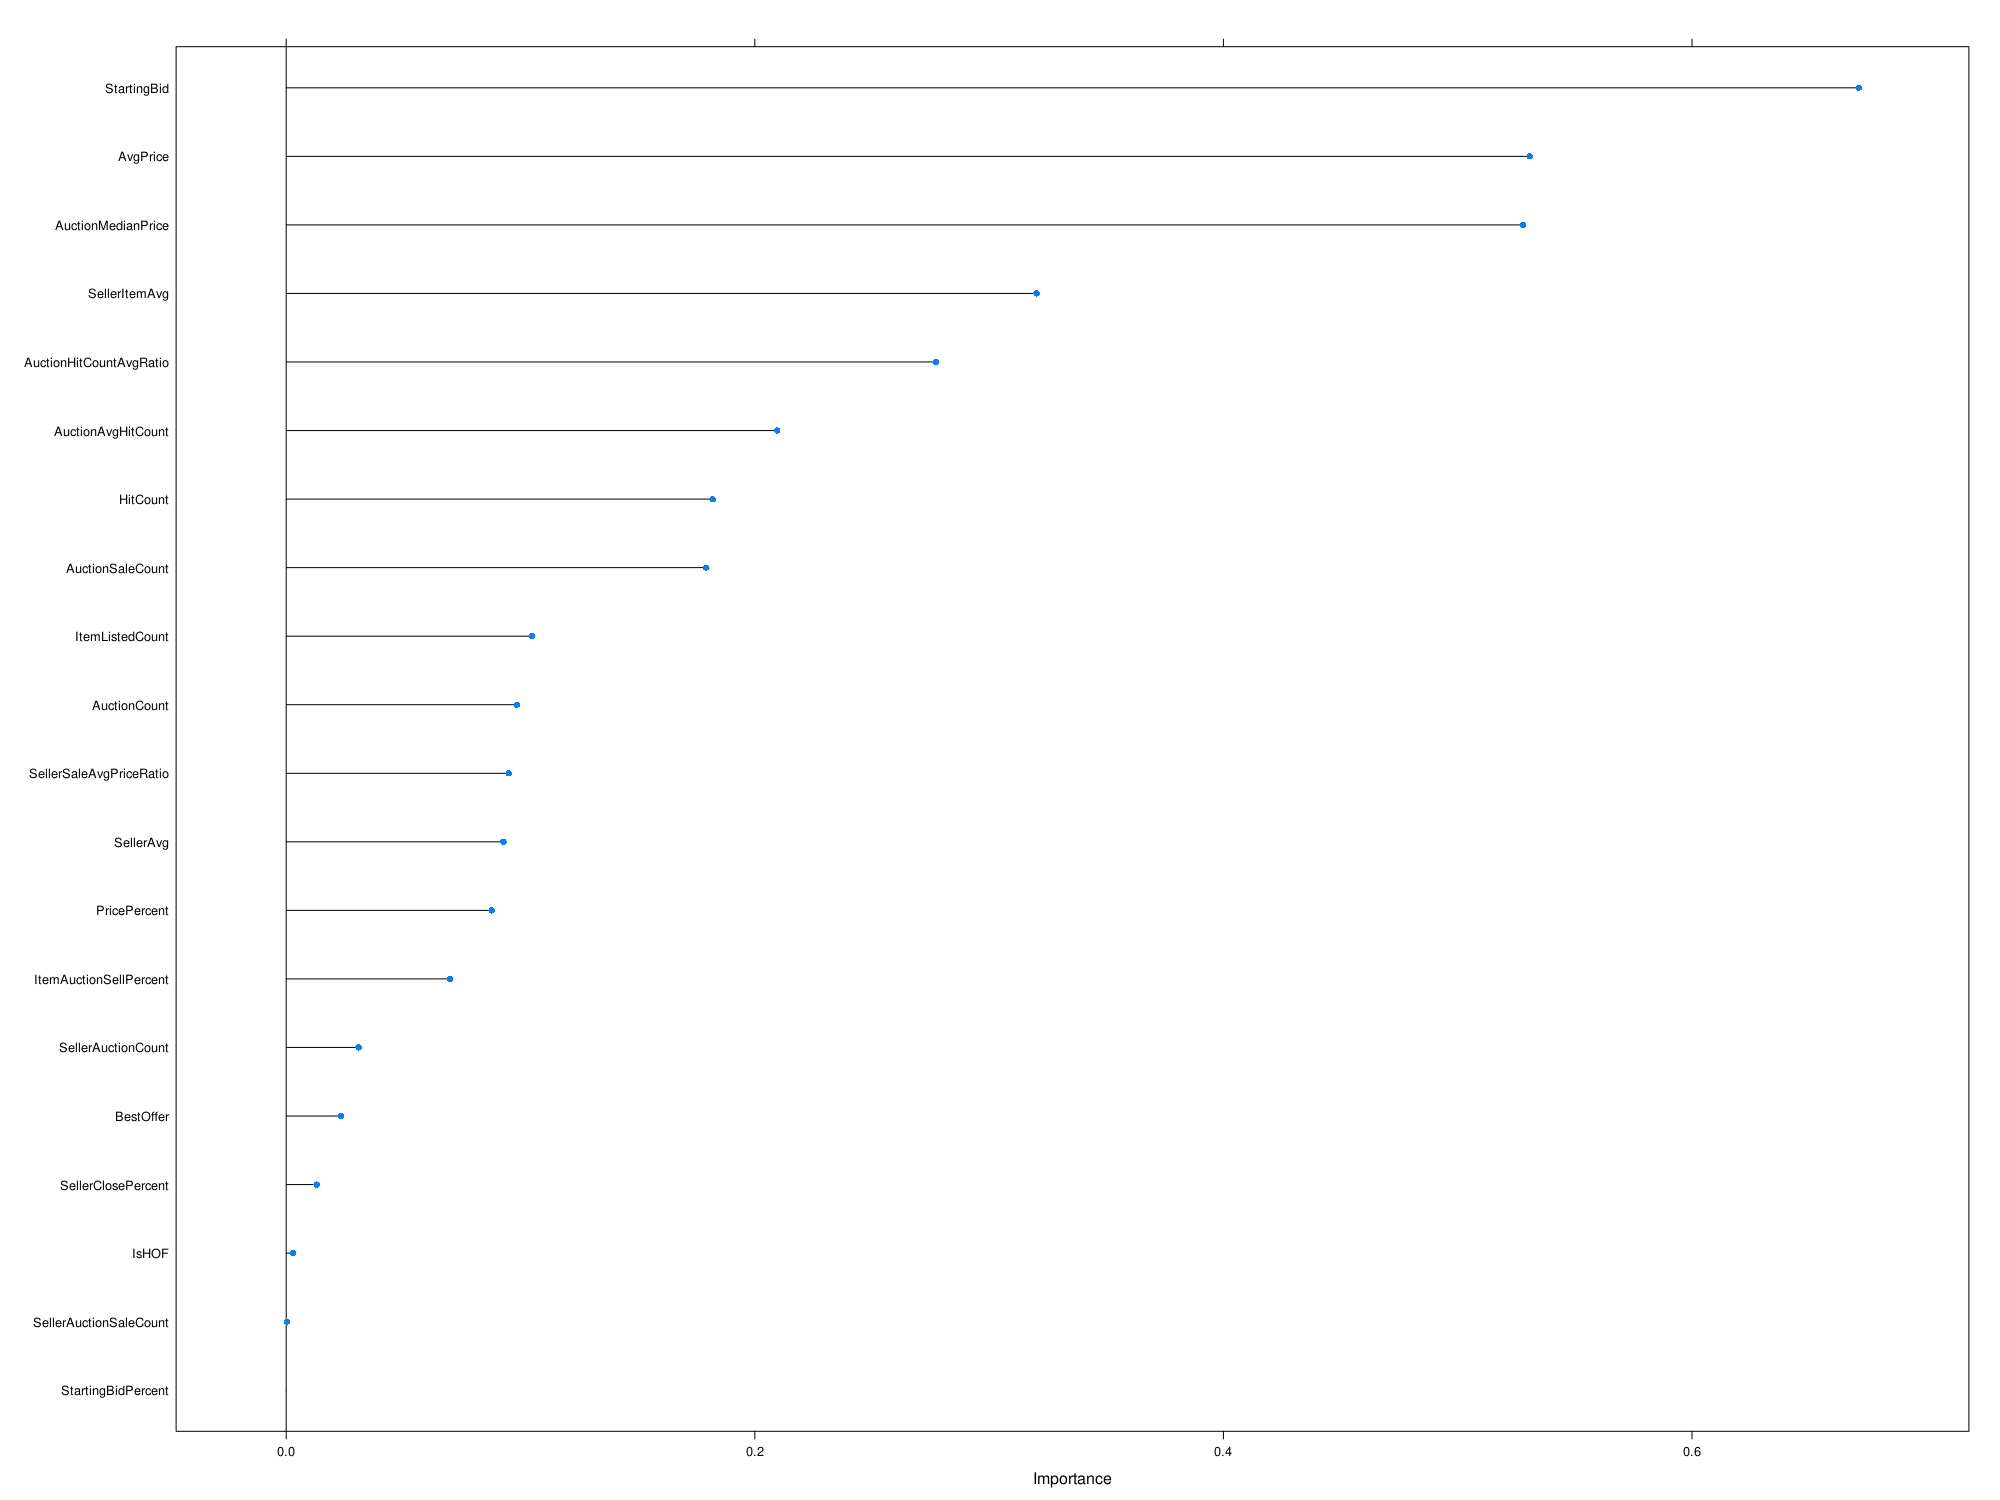 StartingBid
AvgPrice
AuctionMedianPrice
SellerItemAvg
AuctionHitCountAvgRatio
AuctionAvgHitCount
HitCount
AuctionSaleCount
ItemListedCount
AuctionCount
SellerSaleAvgPriceRatio
SellerAvg
PricePercent
ItemAuctionSellPercent
SellerAuctionCount
BestOffer
SellerClosePercent
IsHOF
SellerAuctionSaleCount
StartingBidPercent
0.0 0.2 0.4 0.6
Importance